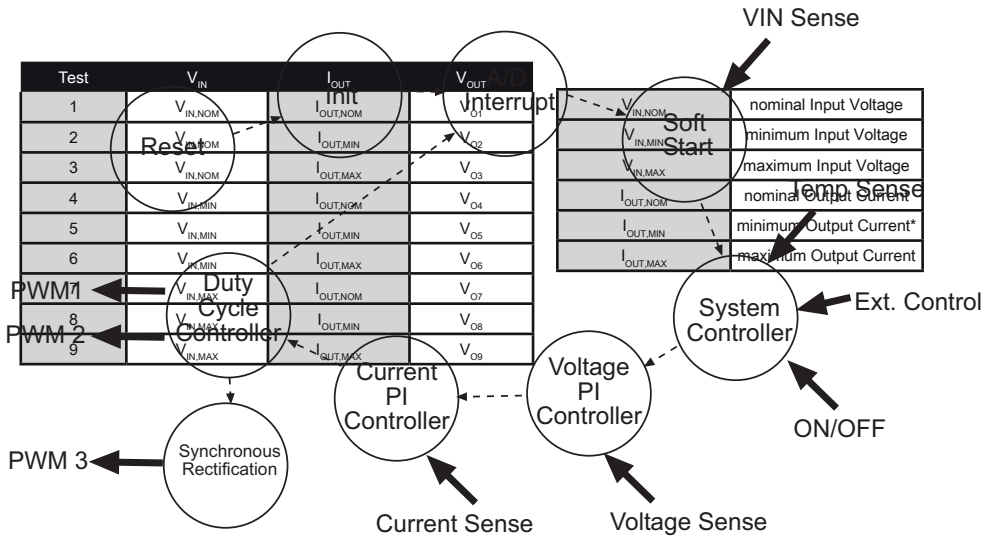 VIN Sense
Test V_IN I_OUT V_OUT
1 V_IN,NOM I_OUT,NOM V_O1
2 V_IN,NOM I_OUT,MIN V_O2
3 V_IN,NOM I_OUT,MAX V_O3
4 V_IN,MIN I_OUT,NOM V_O4
5 V_IN,MIN I_OUT,MIN V_O5
6 V_IN,MIN I_OUT,MAX V_O6
7 V_IN,MAX I_OUT,NOM V_O7
8 V_IN,MAX I_OUT,MIN V_O8
9 V_IN,MAX I_OUT,MAX V_O9
V_IN,NOM nominal Input Voltage
V_IN,MIN minimum Input Voltage
V_IN,MAX maximum Input Voltage
I_OUT,NOM nominal Output Current
I_OUT,MIN minimum Output Current*
I_OUT,MAX maximum Output Current
Reset
Init
A/D
Interrupt
Soft
Start
Temp Sense
System
Controller
Ext. Control
ON/OFF
Voltage
PI
Controller
Voltage Sense
Current
PI
Controller
Current Sense
Duty
Cycle
Controller
PWM1
PWM 2
Synchronous
Rectification
PWM 3